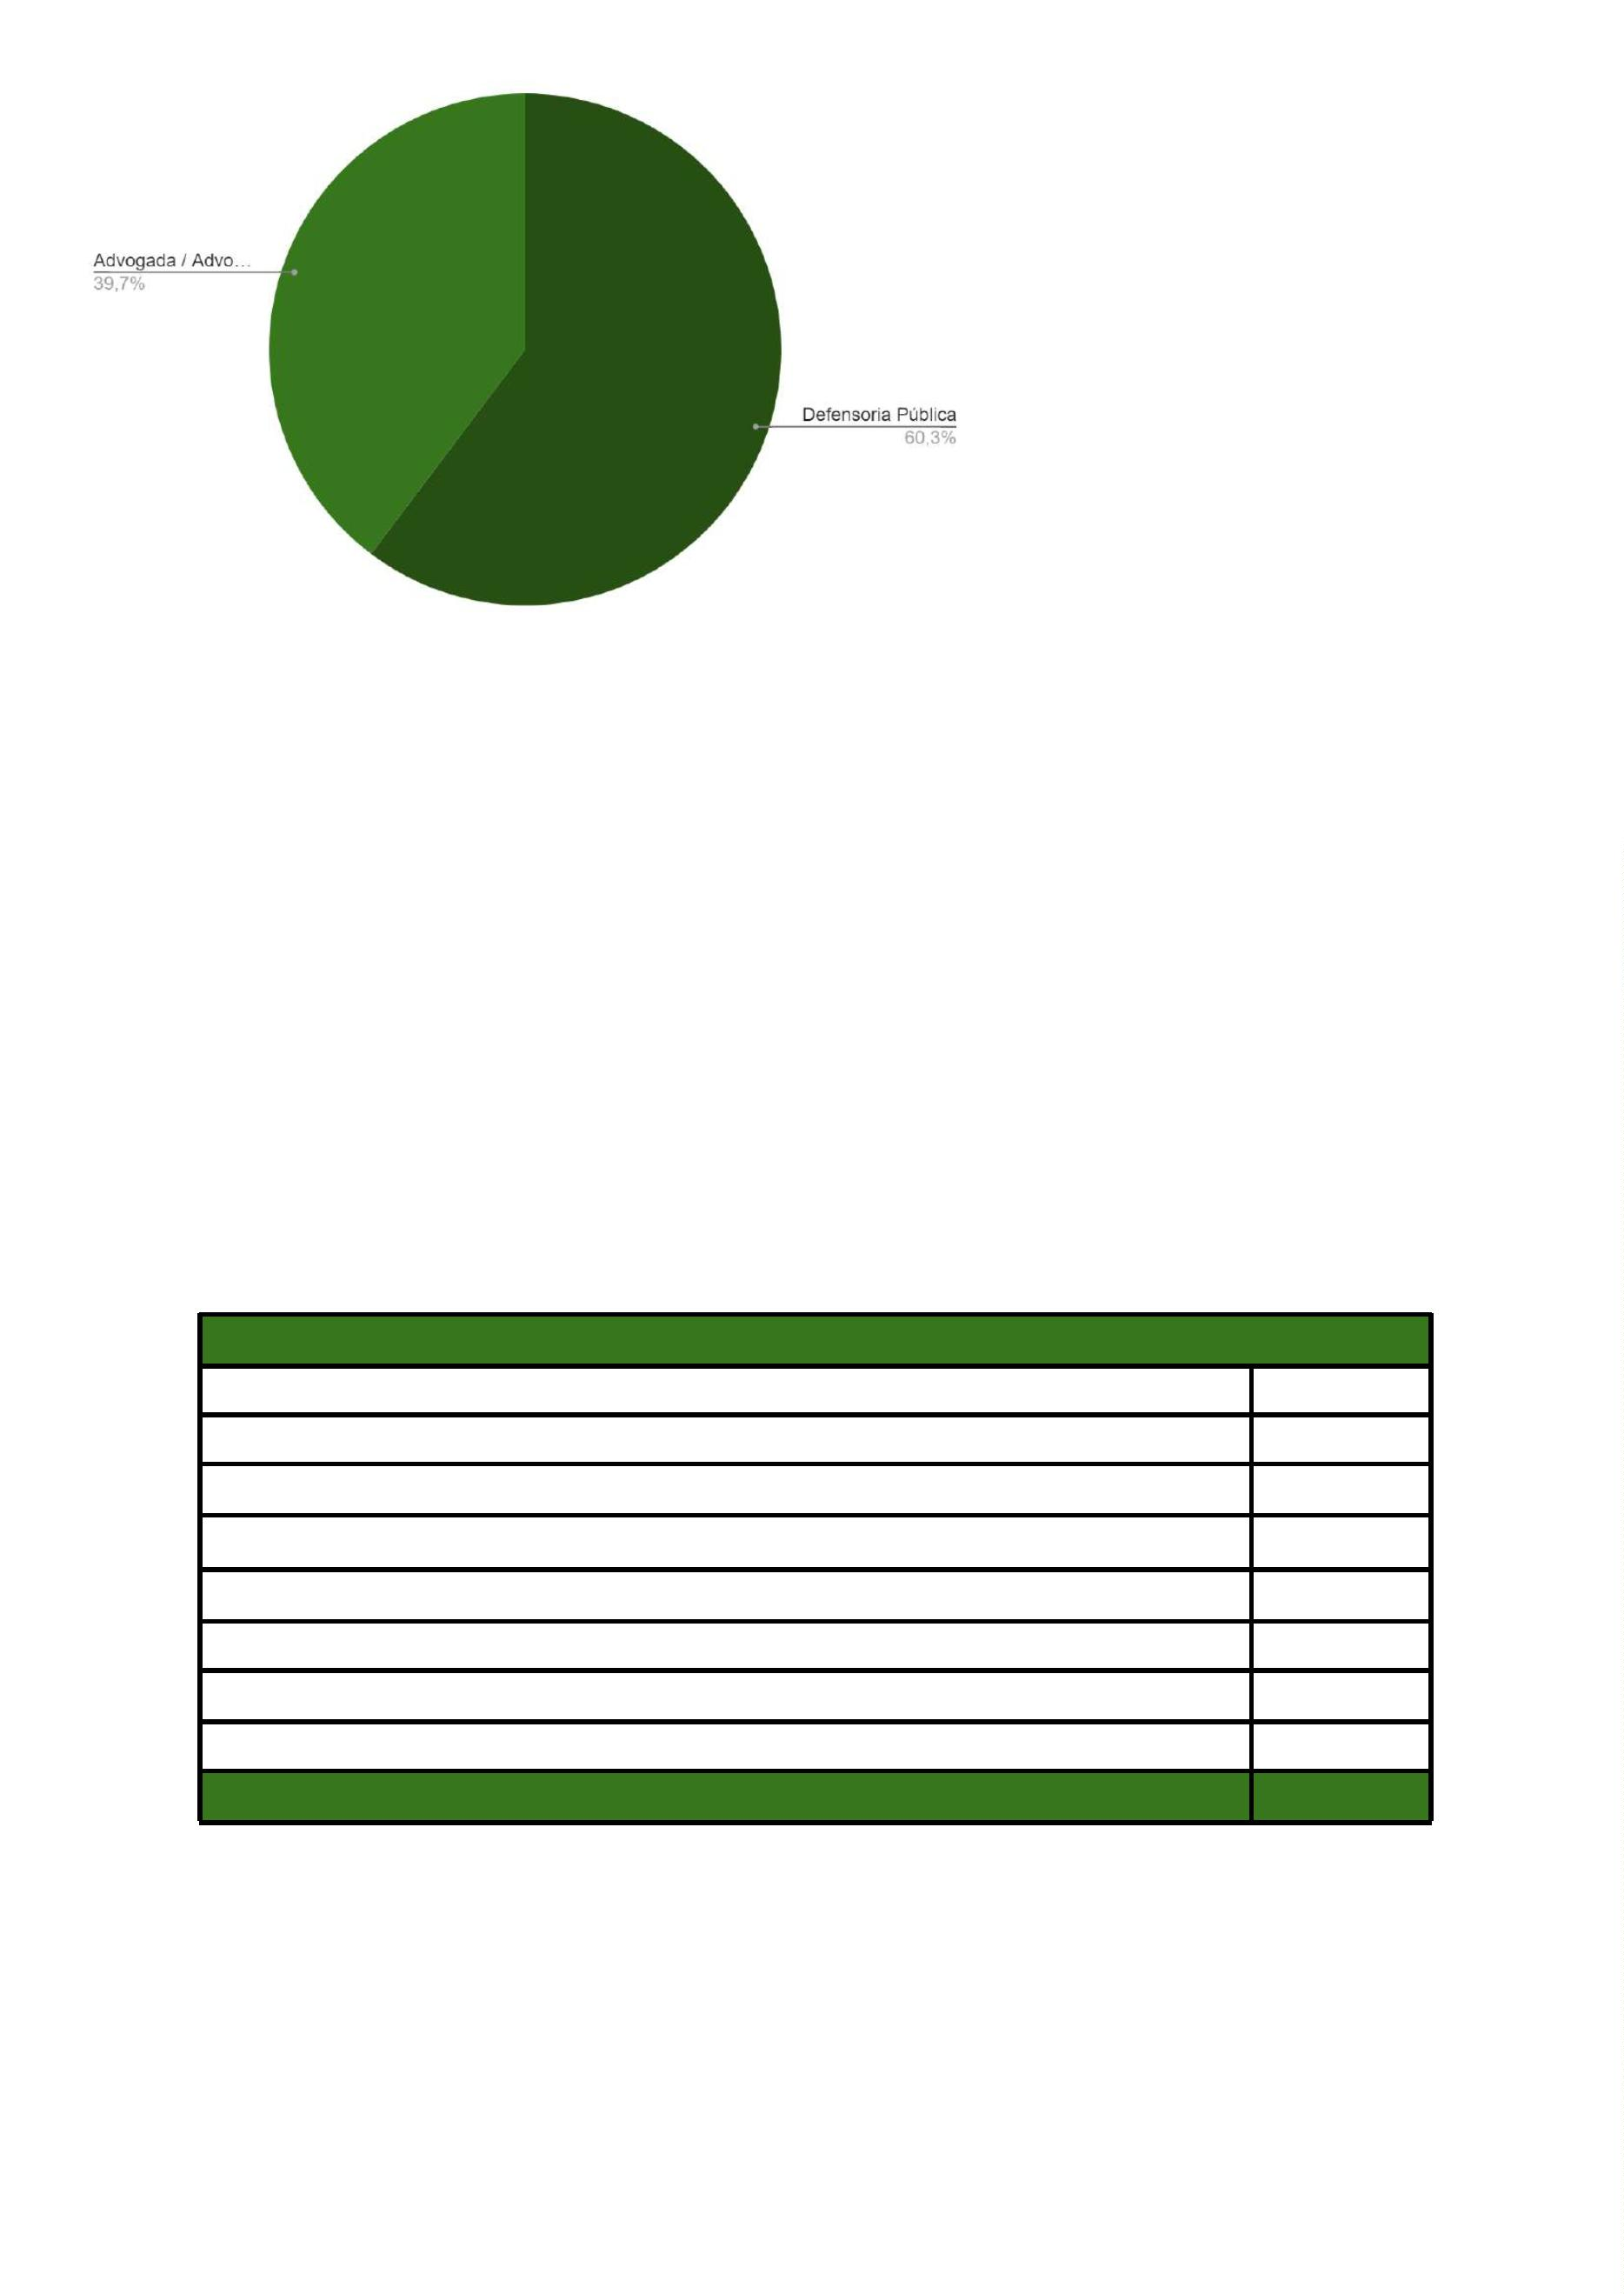 Advogada / Advo...
39,7%
Defensoria Pública
60,3%